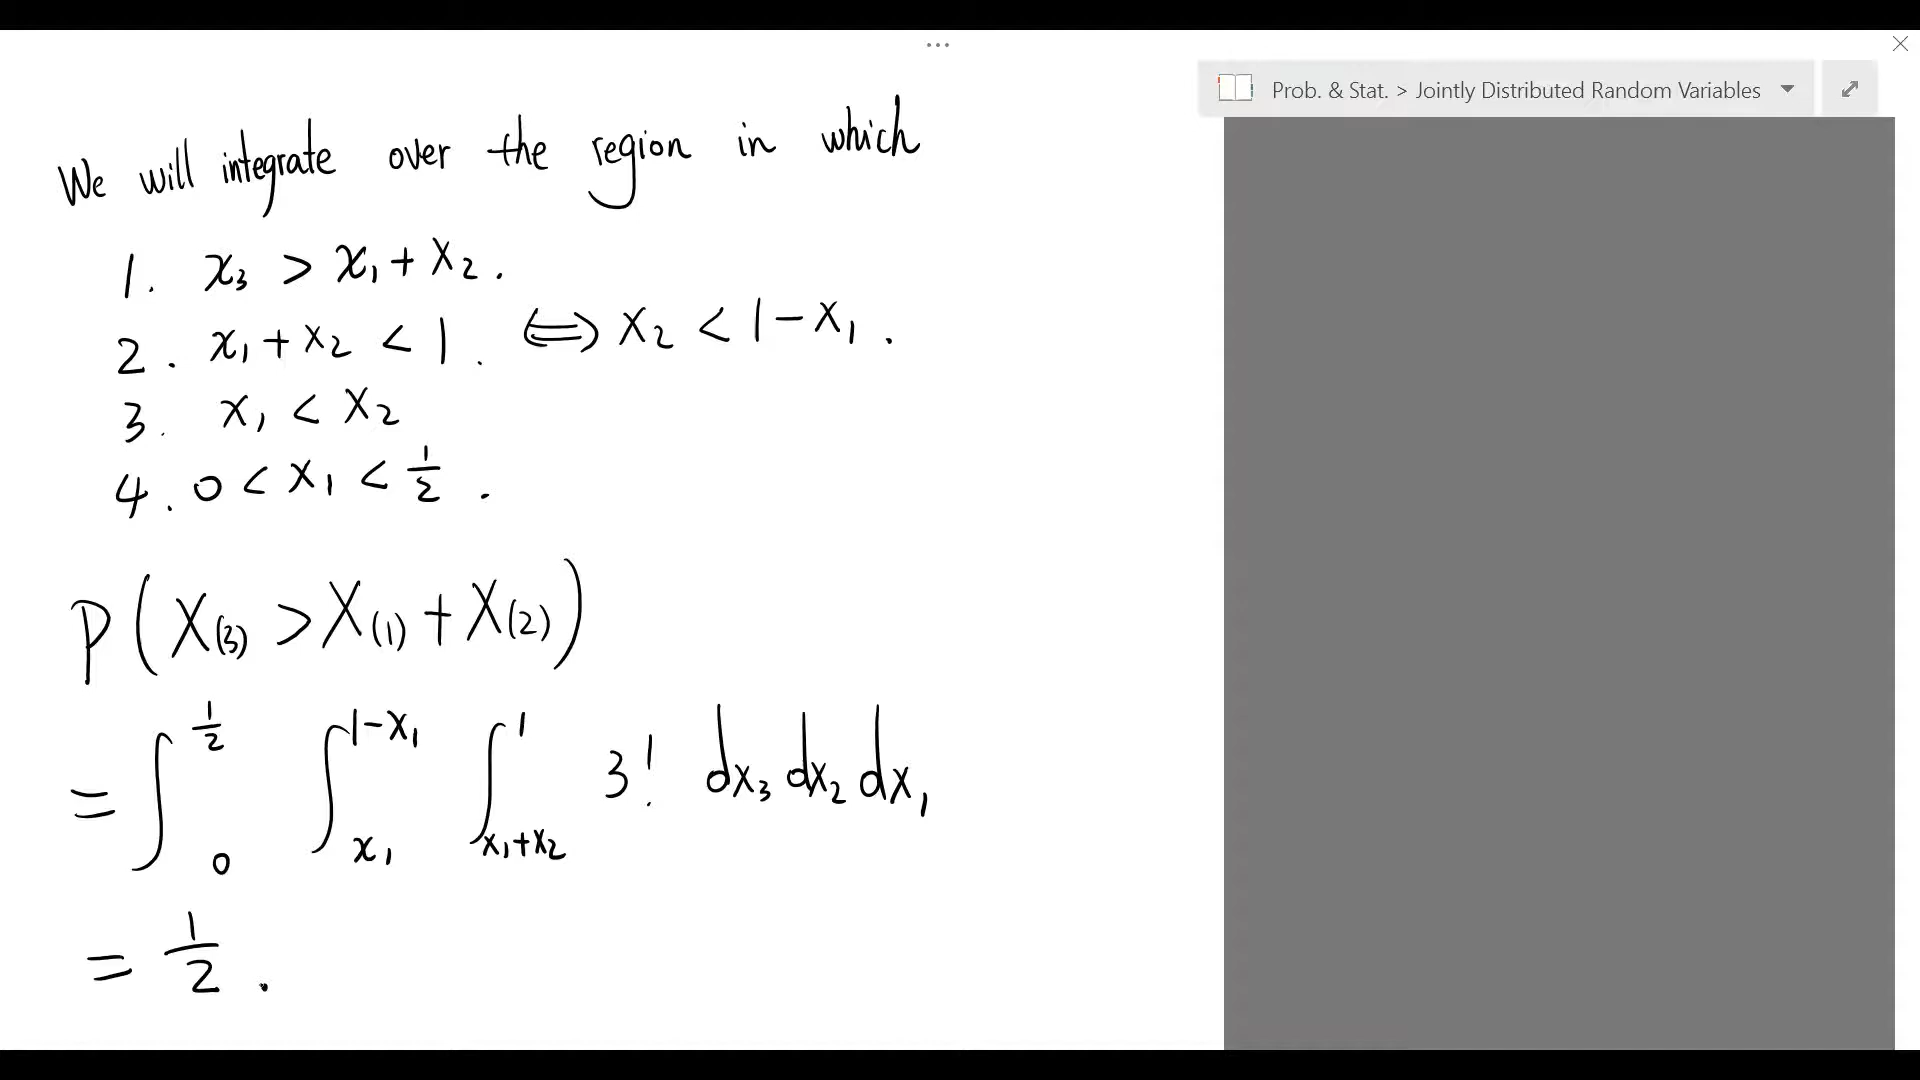 ...
Prob. & Stat. > Jointly Distributed Random Variables
We will integrate over the region in which
1. x₃ > x₁ + x₂ .
2. x₁ + x₂ < 1 . ⟺ x₂ < 1 - x₁ .
3. x₁ < x₂
4. 0 < x₁ < 1/2 .
P(X₍₃₎ > X₍₁₎ + X₍₂₎)
= ∫₀^{1/2} ∫_{x₁}^{1-x₁} ∫_{x₁+x₂}^{1} 3! dx₃ dx₂ dx₁
= 1/2 .